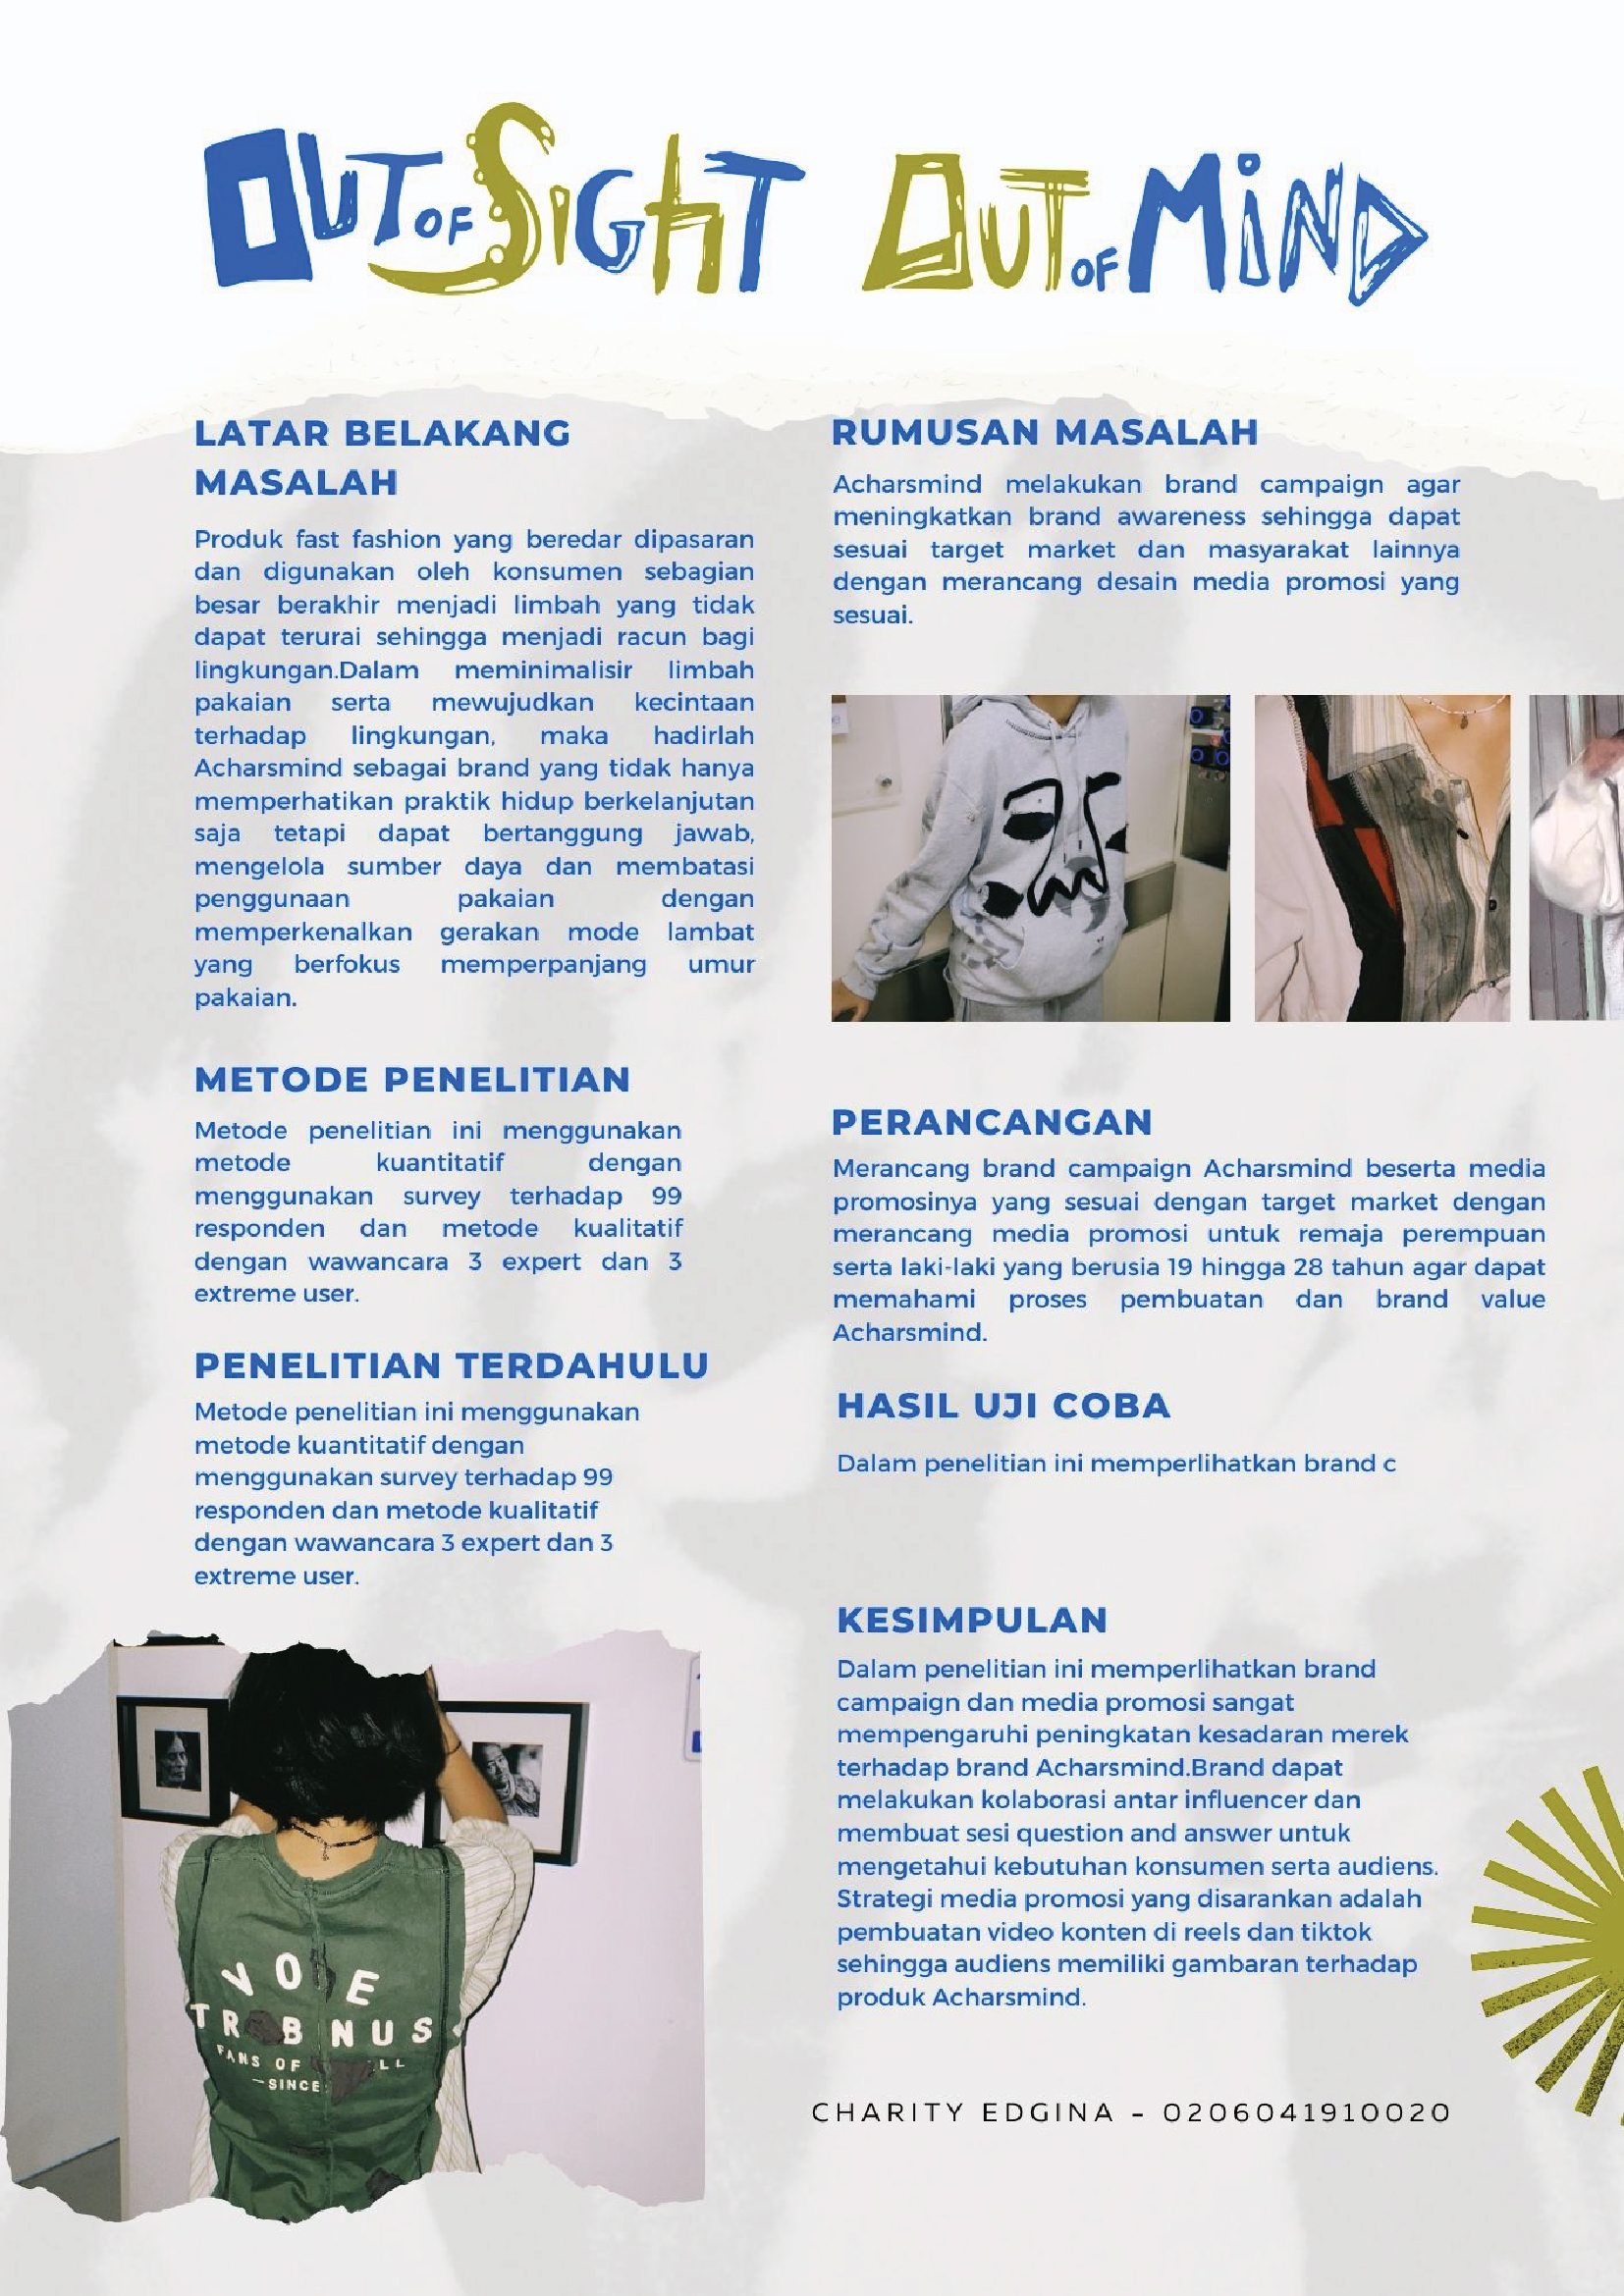 OUT OF SIGHT OUT OF MIND
LATAR BELAKANG
MASALAH
Produk fast fashion yang beredar dipasaran
dan digunakan oleh konsumen sebagian
besar berakhir menjadi limbah yang tidak
dapat terurai sehingga menjadi racun bagi
lingkungan.Dalam meminimalisir limbah
pakaian serta mewujudkan kecintaan
terhadap lingkungan, maka hadirlah
Acharsmind sebagai brand yang tidak hanya
memperhatikan praktik hidup berkelanjutan
saja tetapi dapat bertanggung jawab,
mengelola sumber daya dan membatasi
penggunaan pakaian dengan
memperkenalkan gerakan mode lambat
yang berfokus memperpanjang umur
pakaian.
METODE PENELITIAN
Metode penelitian ini menggunakan
metode kuantitatif dengan
menggunakan survey terhadap 99
responden dan metode kualitatif
dengan wawancara 3 expert dan 3
extreme user.
PENELITIAN TERDAHULU
Metode penelitian ini menggunakan
metode kuantitatif dengan
menggunakan survey terhadap 99
responden dan metode kualitatif
dengan wawancara 3 expert dan 3
extreme user.
V O E
TR B NUS
FANS OF LL
—SINCE
RUMUSAN MASALAH
Acharsmind melakukan brand campaign agar
meningkatkan brand awareness sehingga dapat
sesuai target market dan masyarakat lainnya
dengan merancang desain media promosi yang
sesuai.
PERANCANGAN
Merancang brand campaign Acharsmind beserta media
promosinya yang sesuai dengan target market dengan
merancang media promosi untuk remaja perempuan
serta laki-laki yang berusia 19 hingga 28 tahun agar dapat
memahami proses pembuatan dan brand value
Acharsmind.
HASIL UJI COBA
Dalam penelitian ini memperlihatkan brand c
KESIMPULAN
Dalam penelitian ini memperlihatkan brand
campaign dan media promosi sangat
mempengaruhi peningkatan kesadaran merek
terhadap brand Acharsmind.Brand dapat
melakukan kolaborasi antar influencer dan
membuat sesi question and answer untuk
mengetahui kebutuhan konsumen serta audiens.
Strategi media promosi yang disarankan adalah
pembuatan video konten di reels dan tiktok
sehingga audiens memiliki gambaran terhadap
produk Acharsmind.
CHARITY EDGINA - 0206041910020